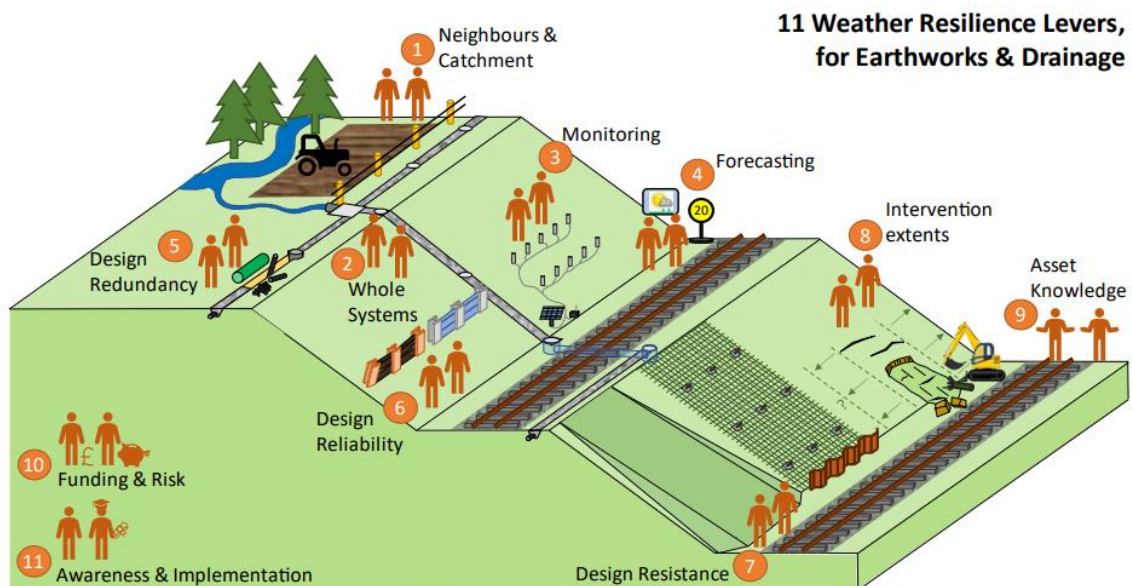 11 Weather Resilience Levers,
for Earthworks & Drainage
1
Neighbours &
Catchment
Monitoring
3
4
Forecasting
20
5
Design
Redundancy
2
Whole
Systems
8
Intervention
extents
Asset
Knowledge
9
6
Design
Reliability
10
£
Funding & Risk
11
Awareness & Implementation
Design Resistance
7
?